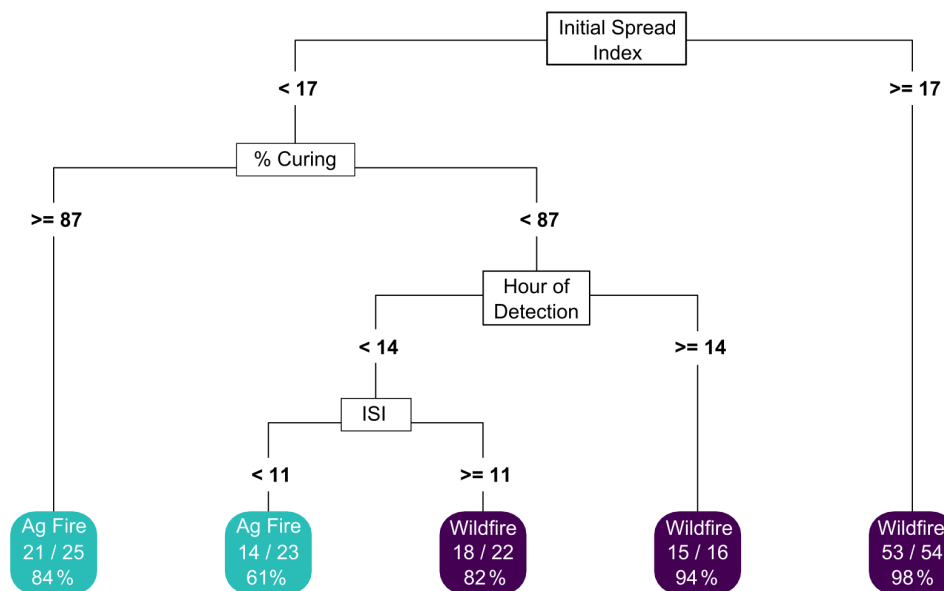 Initial Spread
Index
< 17
>= 17
% Curing
>= 87
< 87
Hour of
Detection
< 14
>= 14
ISI
< 11
>= 11
Ag Fire
21 / 25
84%
Ag Fire
14 / 23
61%
Wildfire
18 / 22
82%
Wildfire
15 / 16
94%
Wildfire
53 / 54
98%